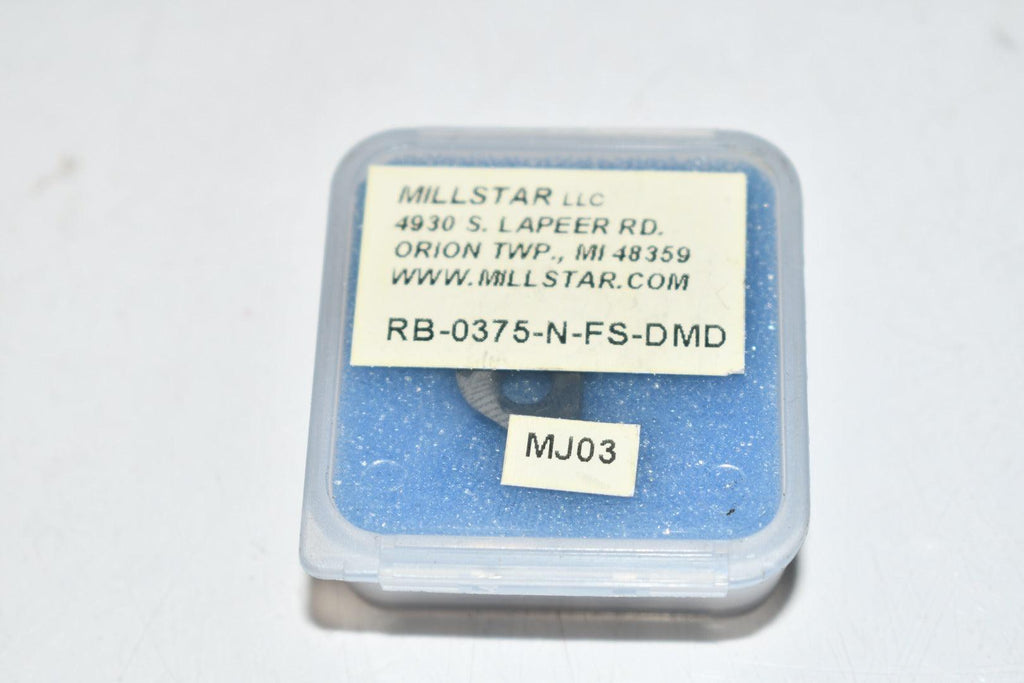 MILLSTAR LLC
4930 S. LAPEER RD.
ORION TWP., MI 48359
WWW.MILLSTAR.COM
RB-0375-N-FS-DMD
MJ03